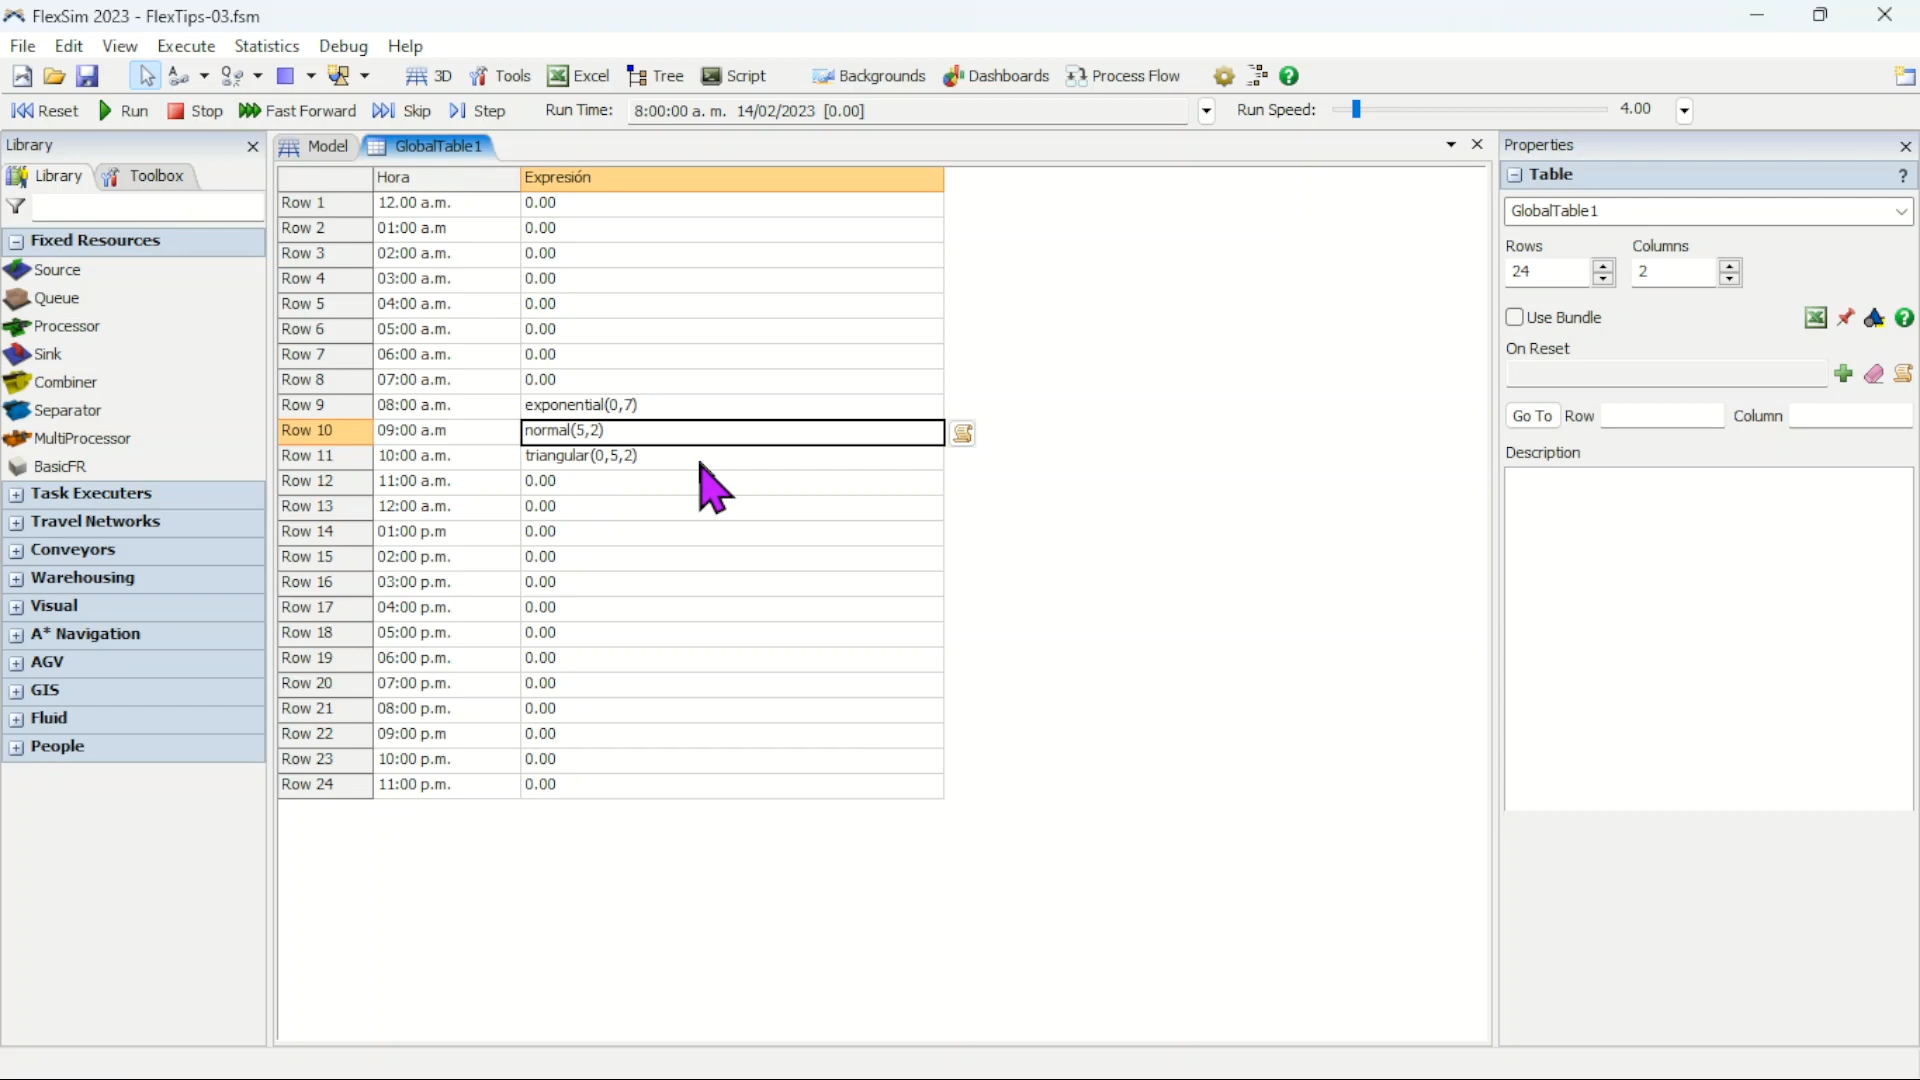 FlexSim 2023 - FlexTips-03.fsm
File Edit View Execute Statistics Debug Help
3D Tools Excel Tree Script Backgrounds Dashboards Process Flow
Reset Run Stop Fast Forward Skip Step Run Time: 8:00:00 a. m. 14/02/2023 [0.00] Run Speed: 4.00
Library
Library Toolbox
Fixed Resources
Source
Queue
Processor
Sink
Combiner
Separator
MultiProcessor
BasicFR
Task Executers
Travel Networks
Conveyors
Warehousing
Visual
A* Navigation
AGV
GIS
Fluid
People
Model GlobalTable1
Hora Expresión
Row 1 12.00 a.m. 0.00
Row 2 01:00 a.m 0.00
Row 3 02:00 a.m. 0.00
Row 4 03:00 a.m. 0.00
Row 5 04:00 a.m. 0.00
Row 6 05:00 a.m. 0.00
Row 7 06:00 a.m. 0.00
Row 8 07:00 a.m. 0.00
Row 9 08:00 a.m. exponential(0,7)
Row 10 09:00 a.m normal(5,2)
Row 11 10:00 a.m. triangular(0,5,2)
Row 12 11:00 a.m. 0.00
Row 13 12:00 a.m. 0.00
Row 14 01:00 p.m 0.00
Row 15 02:00 p.m. 0.00
Row 16 03:00 p.m. 0.00
Row 17 04:00 p.m. 0.00
Row 18 05:00 p.m. 0.00
Row 19 06:00 p.m. 0.00
Row 20 07:00 p.m. 0.00
Row 21 08:00 p.m. 0.00
Row 22 09:00 p.m 0.00
Row 23 10:00 p.m. 0.00
Row 24 11:00 p.m. 0.00
Properties
Table ?
GlobalTable1
Rows Columns
24 2
Use Bundle
On Reset
Go To Row Column
Description